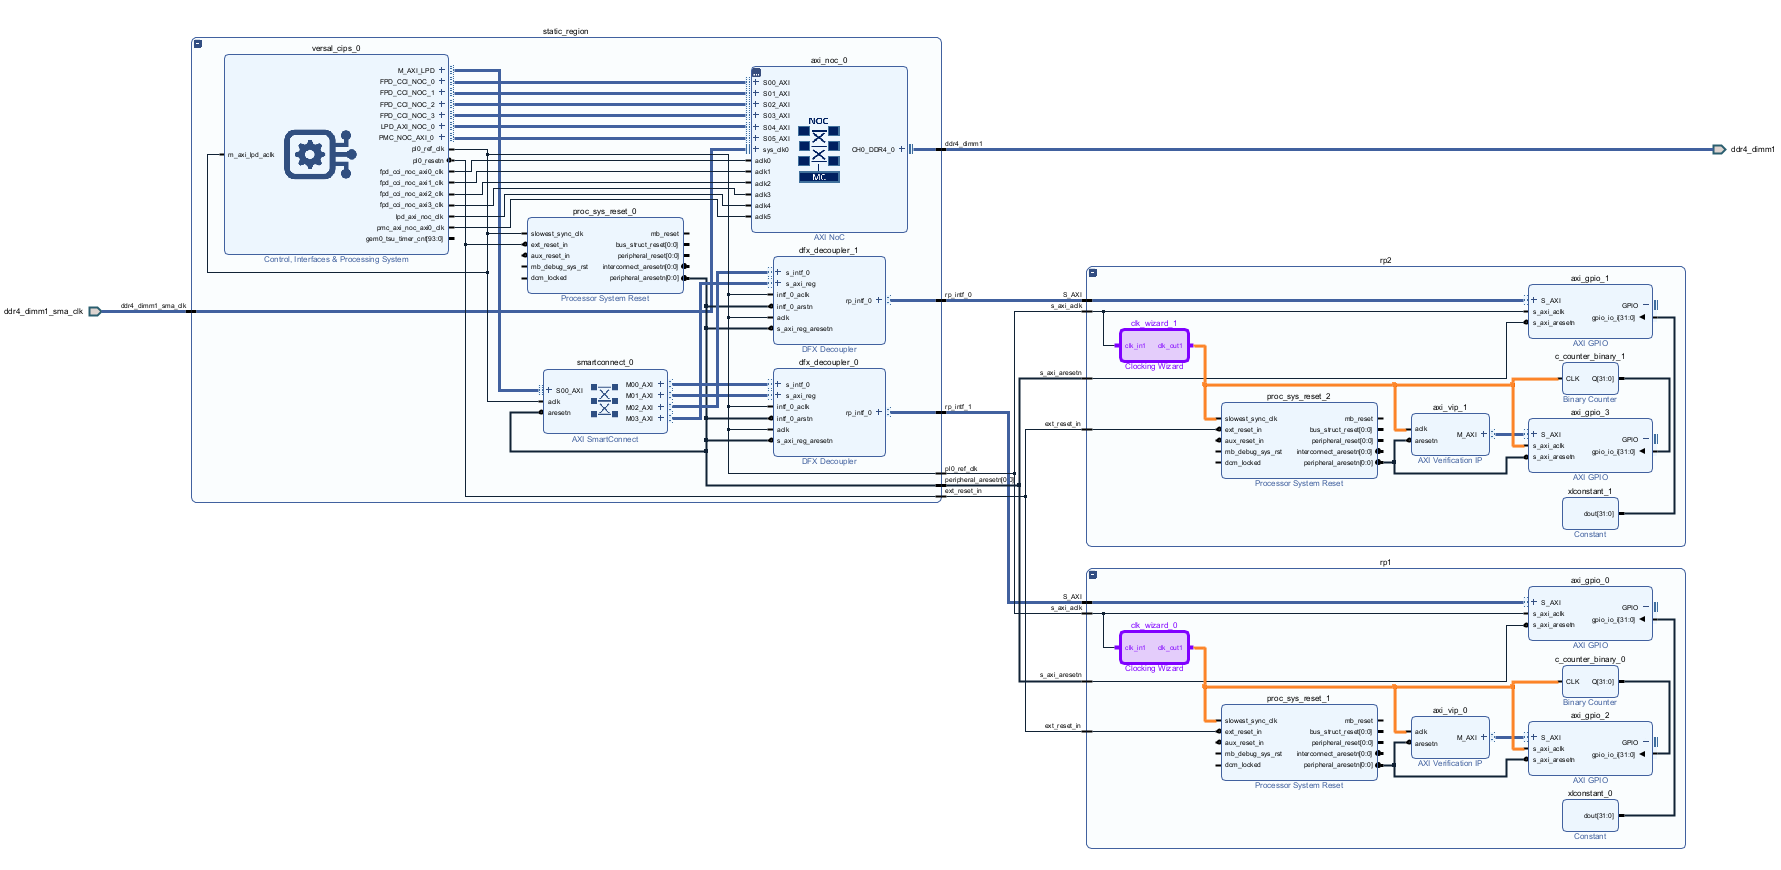 static_region
versal_cips_0
M_AXI_LPD
FPD_CCI_NOC_0
FPD_CCI_NOC_1
FPD_CCI_NOC_2
FPD_CCI_NOC_3
LPD_AXI_NOC_0
PMC_NOC_AXI_0
pl0_ref_clk
pl0_resetn
fpd_cci_noc_axi0_clk
fpd_cci_noc_axi1_clk
fpd_cci_noc_axi2_clk
fpd_cci_noc_axi3_clk
lpd_axi_noc_clk
pmc_axi_noc_axi0_clk
gem0_tsu_timer_cnt[93:0]
m_axi_lpd_aclk
Control, Interfaces & Processing System
axi_noc_0
S00_AXI
S01_AXI
S02_AXI
S03_AXI
S04_AXI
S05_AXI
sys_clk0
aclk0
aclk1
aclk2
aclk3
aclk4
aclk5
NOC
MC
CH0_DDR4_0
AXI NoC
ddr4_dimm1
ddr4_dimm1
proc_sys_reset_0
slowest_sync_clk
ext_reset_in
aux_reset_in
mb_debug_sys_rst
dcm_locked
mb_reset
bus_struct_reset[0:0]
peripheral_reset[0:0]
interconnect_aresetn[0:0]
peripheral_aresetn[0:0]
Processor System Reset
ddr4_dimm1_sma_clk
ddr4_dimm1_sma_clk
dfx_decoupler_1
s_intf_0
s_axi_reg
intf_0_aclk
intf_0_arstn
aclk
s_axi_reg_aresetn
rp_intf_0
DFX Decoupler
rp_intf_0
smartconnect_0
S00_AXI
aclk
aresetn
M00_AXI
M01_AXI
M02_AXI
M03_AXI
AXI SmartConnect
dfx_decoupler_0
s_intf_0
s_axi_reg
intf_0_aclk
intf_0_arstn
aclk
s_axi_reg_aresetn
rp_intf_0
DFX Decoupler
rp_intf_1
pl0_ref_clk
peripheral_aresetn[0:0]
ext_reset_in
rp2
S_AXI
s_axi_aclk
s_axi_aresetn
ext_reset_in
clk_wizard_1
clk_in1
clk_out1
Clocking Wizard
axi_gpio_1
S_AXI
s_axi_aclk
s_axi_aresetn
GPIO
gpio_io_i[31:0]
AXI GPIO
c_counter_binary_1
CLK
Q[31:0]
Binary Counter
proc_sys_reset_2
slowest_sync_clk
ext_reset_in
aux_reset_in
mb_debug_sys_rst
dcm_locked
mb_reset
bus_struct_reset[0:0]
peripheral_reset[0:0]
interconnect_aresetn[0:0]
peripheral_aresetn[0:0]
Processor System Reset
axi_vip_1
aclk
aresetn
M_AXI
AXI Verification IP
axi_gpio_3
S_AXI
s_axi_aclk
s_axi_aresetn
GPIO
gpio_io_i[31:0]
AXI GPIO
xlconstant_1
dout[31:0]
Constant
rp1
S_AXI
s_axi_aclk
s_axi_aresetn
ext_reset_in
clk_wizard_0
clk_in1
clk_out1
Clocking Wizard
axi_gpio_0
S_AXI
s_axi_aclk
s_axi_aresetn
GPIO
gpio_io_i[31:0]
AXI GPIO
c_counter_binary_0
CLK
Q[31:0]
Binary Counter
proc_sys_reset_1
slowest_sync_clk
ext_reset_in
aux_reset_in
mb_debug_sys_rst
dcm_locked
mb_reset
bus_struct_reset[0:0]
peripheral_reset[0:0]
interconnect_aresetn[0:0]
peripheral_aresetn[0:0]
Processor System Reset
axi_vip_0
aclk
aresetn
M_AXI
AXI Verification IP
axi_gpio_2
S_AXI
s_axi_aclk
s_axi_aresetn
GPIO
gpio_io_i[31:0]
AXI GPIO
xlconstant_0
dout[31:0]
Constant